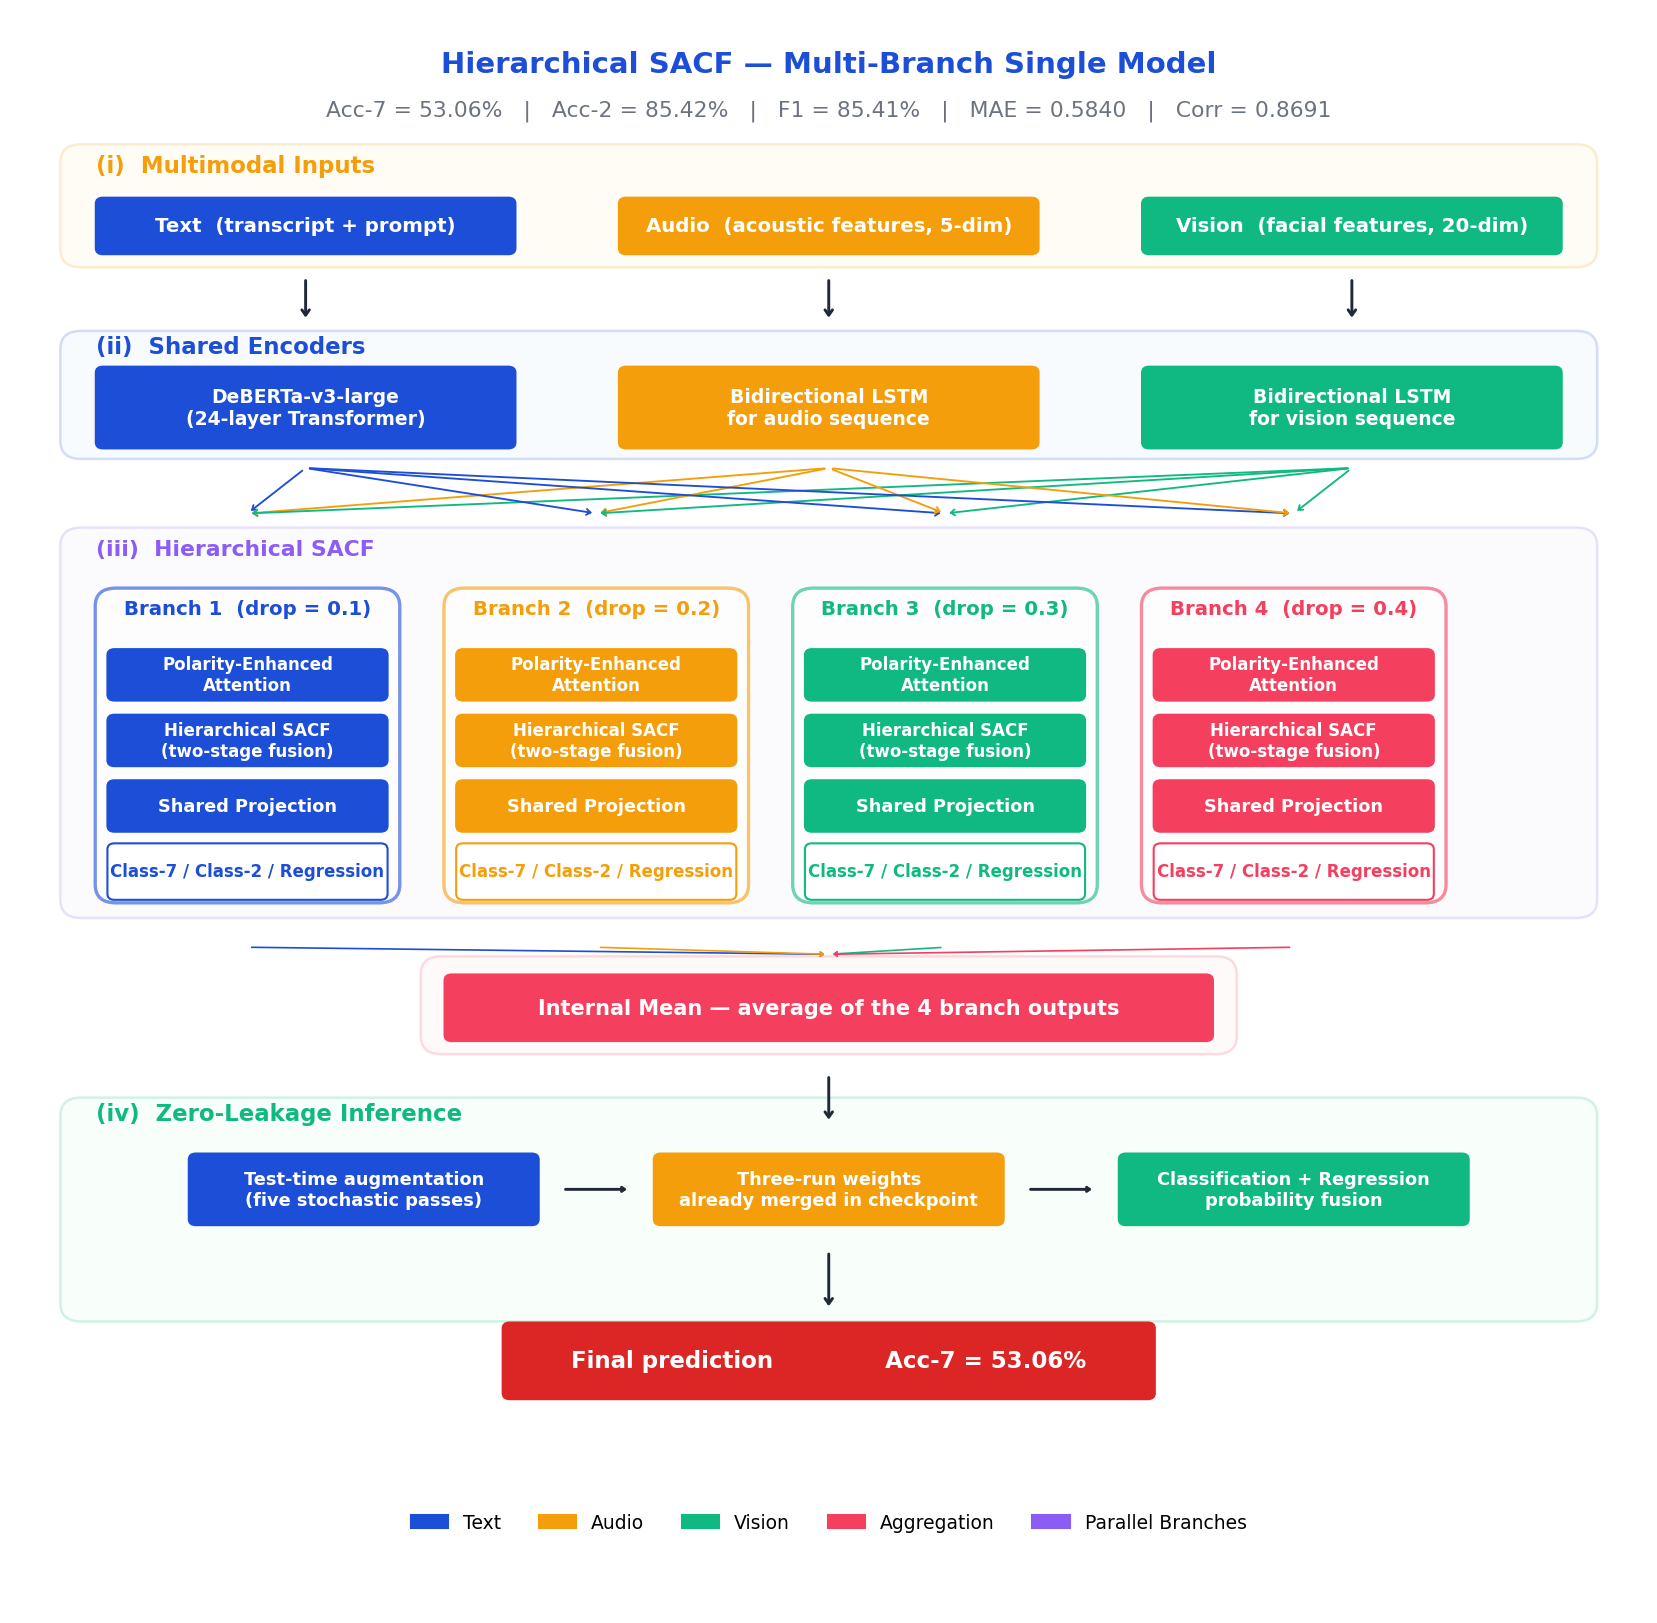 Hierarchical SACF — Multi-Branch Single Model
Acc-7 = 53.06% | Acc-2 = 85.42% | F1 = 85.41% | MAE = 0.5840 | Corr = 0.8691
(i) Multimodal Inputs
Text (transcript + prompt)
Audio (acoustic features, 5-dim)
Vision (facial features, 20-dim)
(ii) Shared Encoders
DeBERTa-v3-large
(24-layer Transformer)
Bidirectional LSTM
for audio sequence
Bidirectional LSTM
for vision sequence
(iii) Hierarchical SACF
Branch 1 (drop = 0.1)
Polarity-Enhanced
Attention
Hierarchical SACF
(two-stage fusion)
Shared Projection
Class-7 / Class-2 / Regression
Branch 2 (drop = 0.2)
Polarity-Enhanced
Attention
Hierarchical SACF
(two-stage fusion)
Shared Projection
Class-7 / Class-2 / Regression
Branch 3 (drop = 0.3)
Polarity-Enhanced
Attention
Hierarchical SACF
(two-stage fusion)
Shared Projection
Class-7 / Class-2 / Regression
Branch 4 (drop = 0.4)
Polarity-Enhanced
Attention
Hierarchical SACF
(two-stage fusion)
Shared Projection
Class-7 / Class-2 / Regression
Internal Mean — average of the 4 branch outputs
(iv) Zero-Leakage Inference
Test-time augmentation
(five stochastic passes)
Three-run weights
already merged in checkpoint
Classification + Regression
probability fusion
Final prediction Acc-7 = 53.06%
Text
Audio
Vision
Aggregation
Parallel Branches